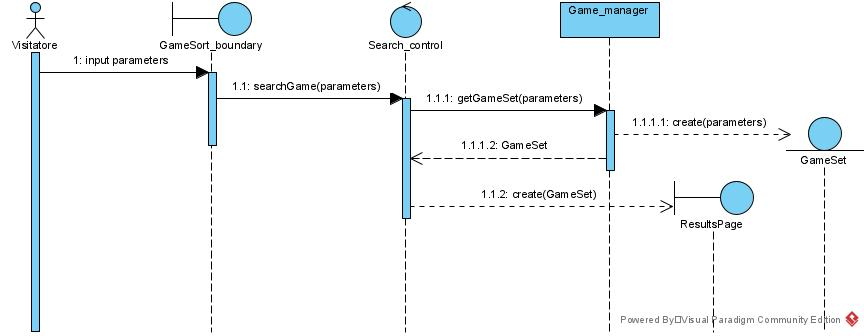 Game_manager
Visitatore
GameSort_boundary
Search_control
1: input parameters
1.1: searchGame(parameters)
1.1.1: getGameSet(parameters)
1.1.1.1: create(parameters)
1.1.1.2: GameSet
GameSet
1.1.2: create(GameSet)
ResultsPage
Powered By□Visual Paradigm Community Edition